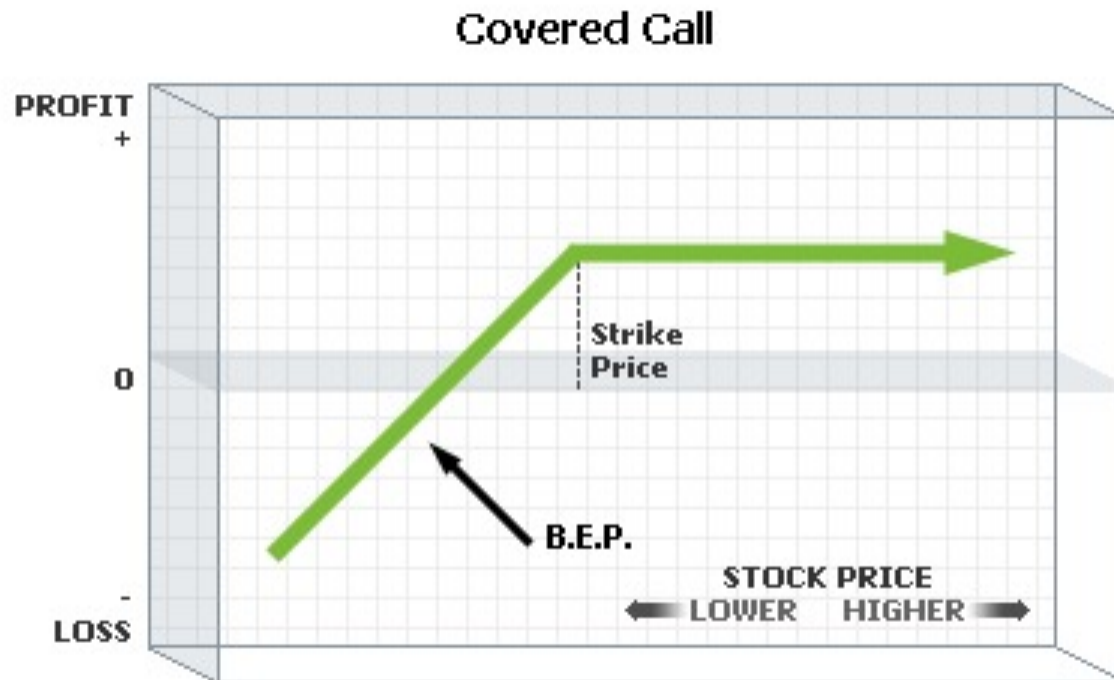 Covered Call
PROFIT
+
Strike
Price
0
B.E.P.
STOCK PRICE
LOWER HIGHER
-
LOSS